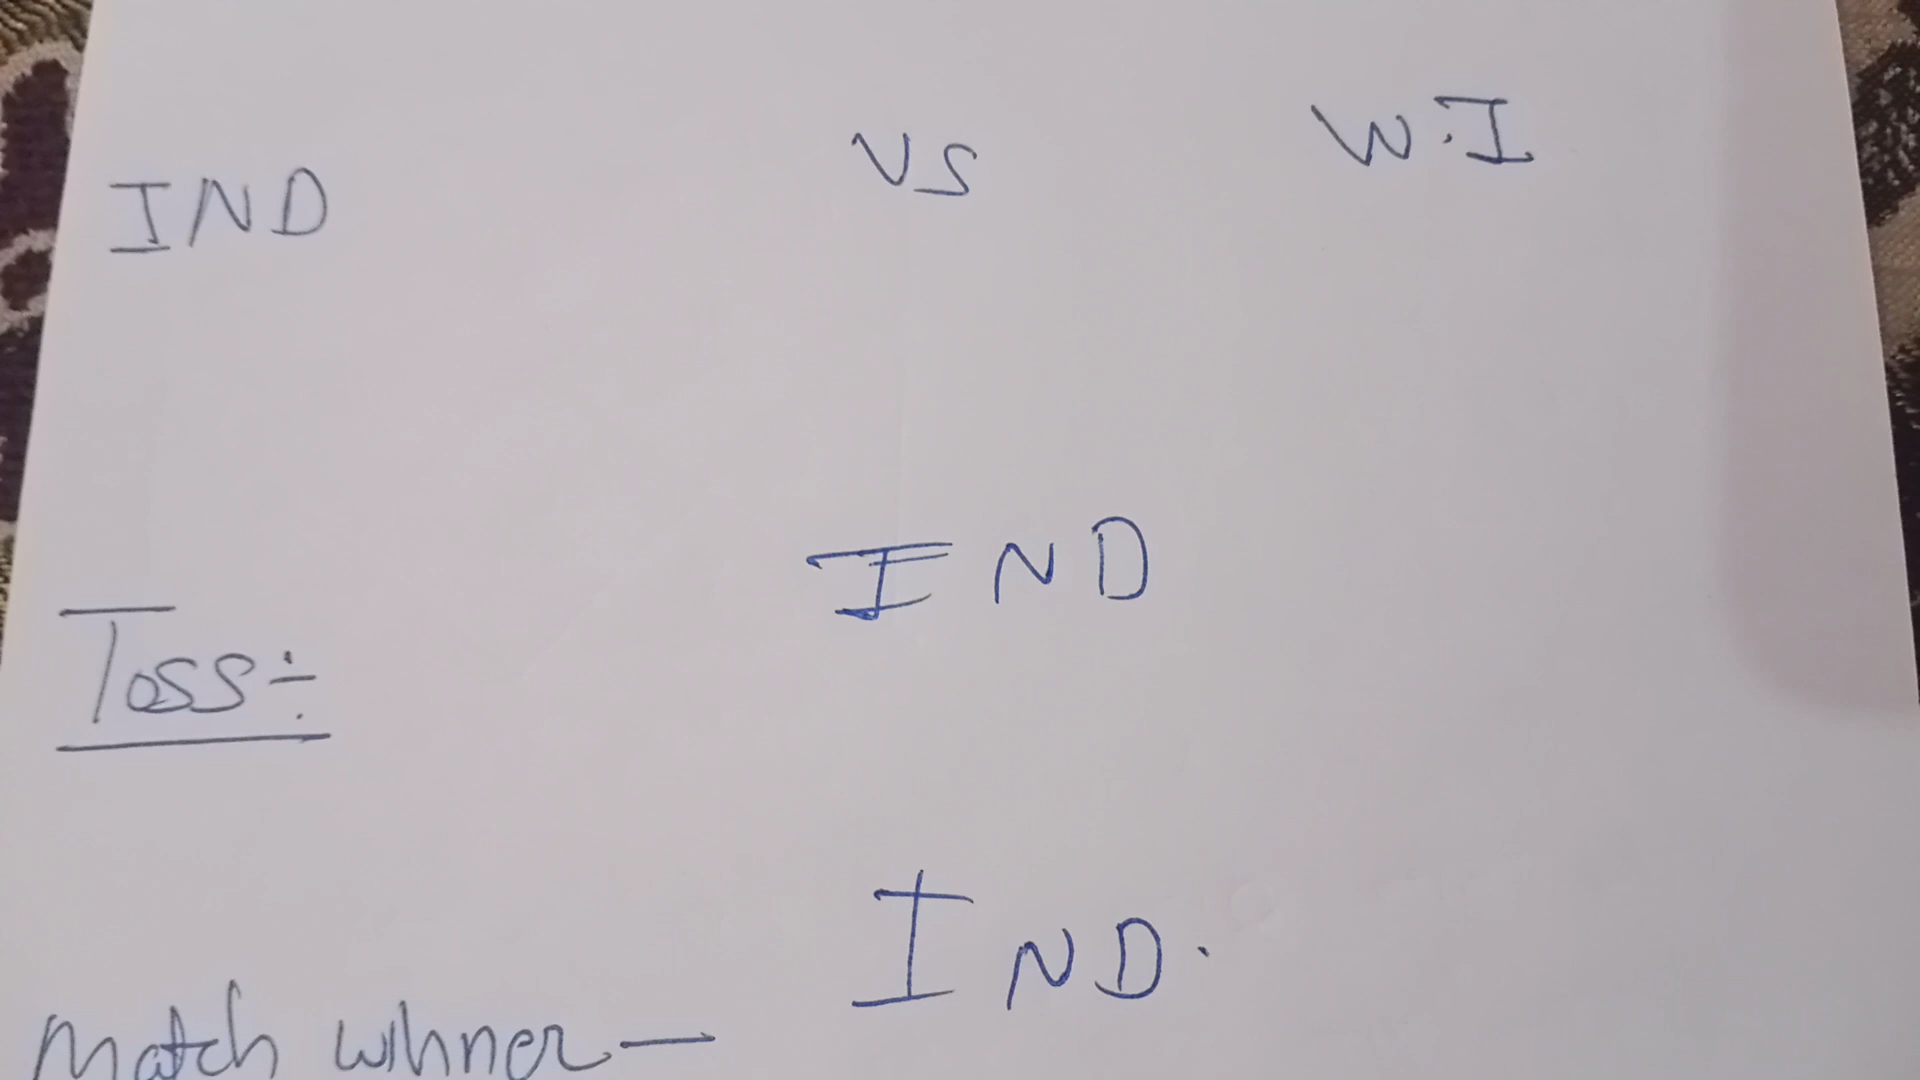 IND VS W.I
IND
Toss÷
IND.
Match winner—